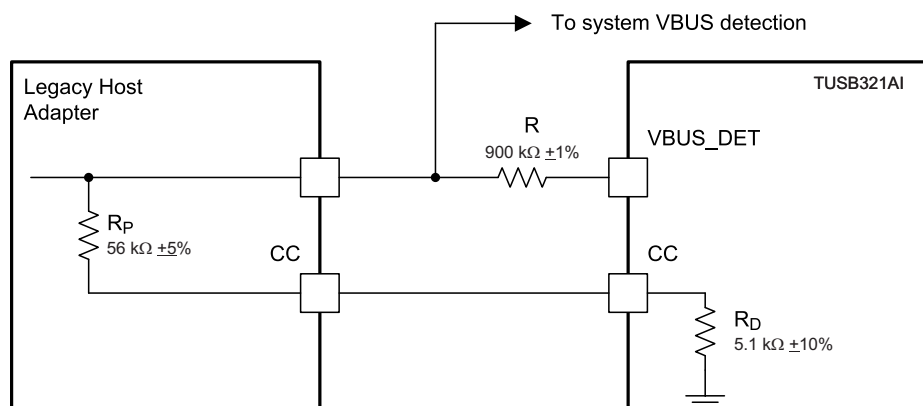 To system VBUS detection
Legacy Host
Adapter
TUSB321AI
R
900 kΩ ±1%
VBUS_DET
RP
56 kΩ ±5%
CC
CC
RD
5.1 kΩ ±10%